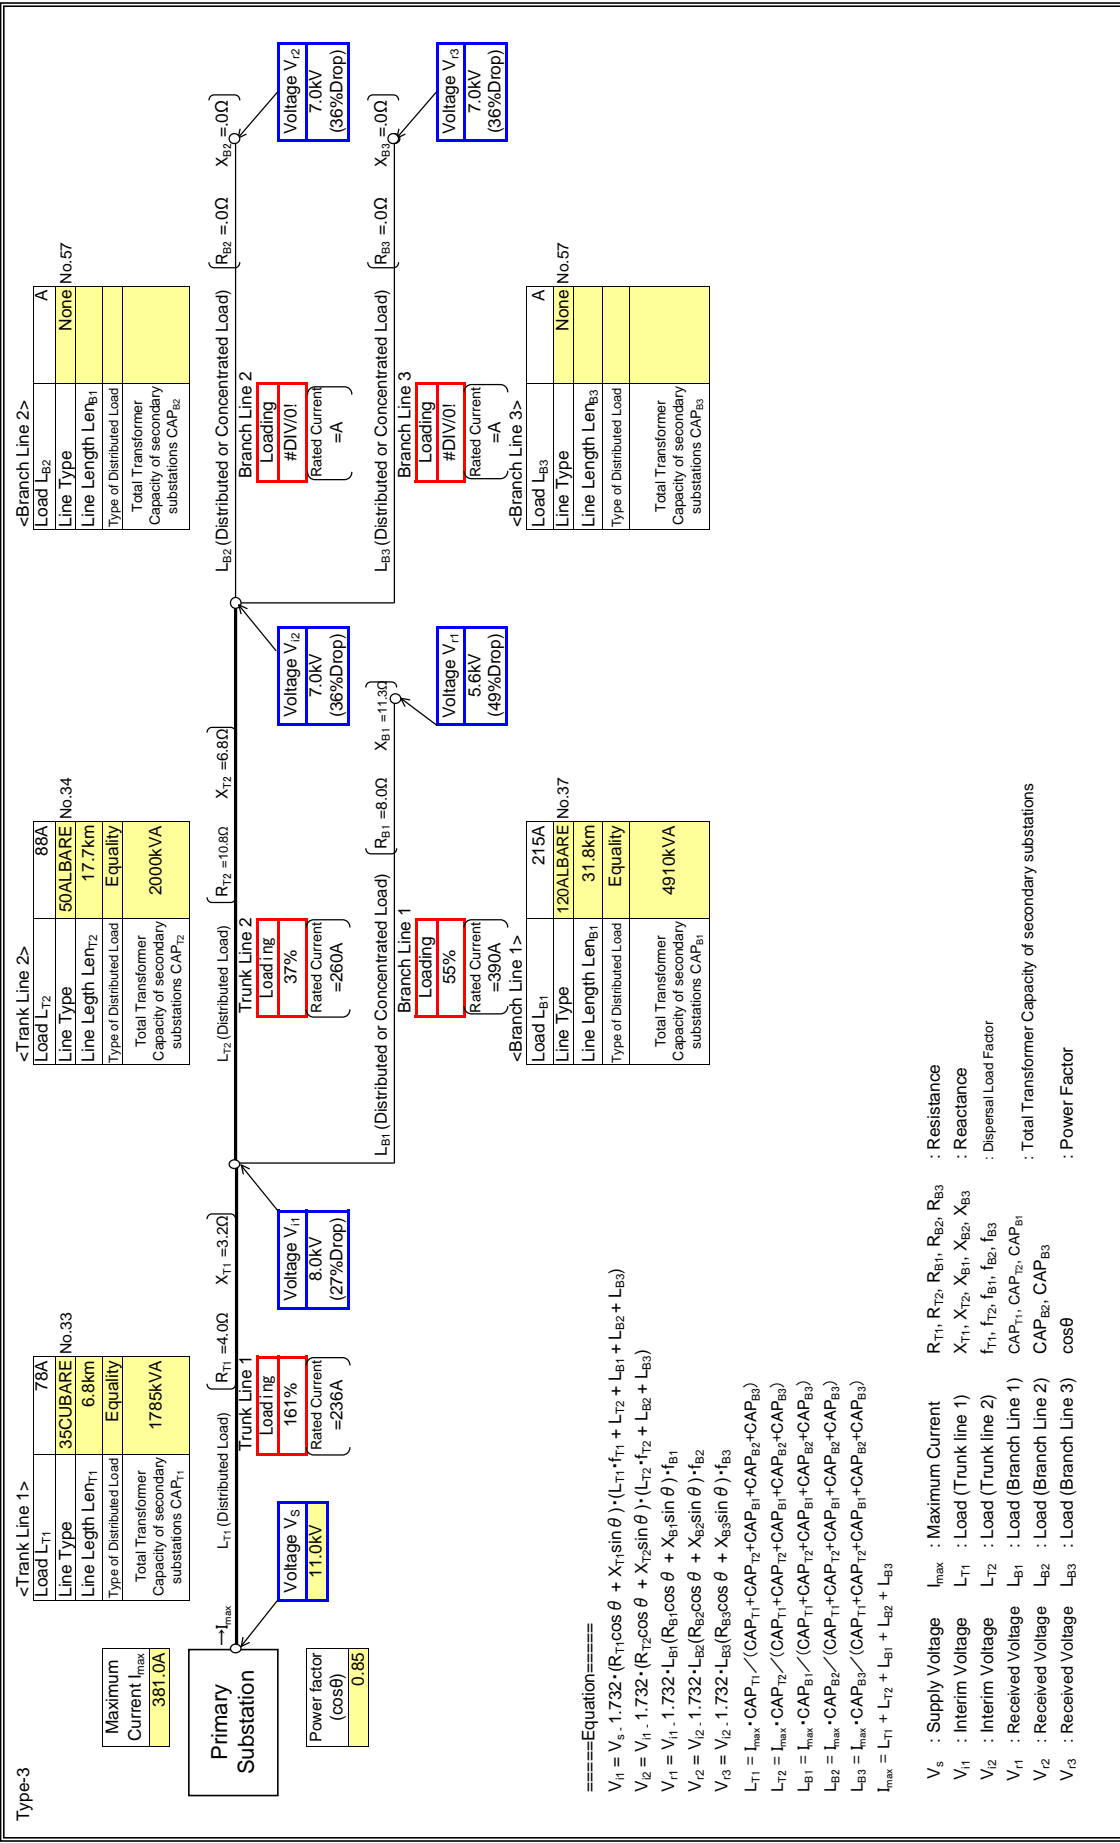 Type-3
Maximum
Current Imax
381.0A
Primary
Substation
→Imax
Power factor
(cosθ)
0.85
Voltage Vs
11.0kV
<Trank Line 1>
Load LT1 78A
Line Type 35CUBARE No.33
Line Legth LenT1 6.8km
Type of Distributed Load Equality
Total Transformer
Capacity of secondary
substations CAPT1
1785kVA
LT1 (Distributed Load) RT1 =4.0Ω XT1 =3.2Ω
Trunk Line 1
Loading
161%
Rated Current
=236A
Voltage Vi1
8.0kV
(27%Drop)
<Trank Line 2>
Load LT2 88A
Line Type 50ALBARE No.34
Line Legth LenT2 17.7km
Type of Distributed Load Equality
Total Transformer
Capacity of secondary
substations CAPT2
2000kVA
LT2 (Distributed Load) RT2 =10.8Ω XT2 =6.8Ω
Trunk Line 2
Loading
37%
Rated Current
=260A
Voltage Vi2
7.0kV
(36%Drop)
LB1 (Distributed or Concentrated Load) RB1 =8.0Ω XB1 =11.3Ω
Branch Line 1
Loading
55%
Rated Current
=390A
Voltage Vr1
5.6kV
(49%Drop)
<Branch Line 1>
Load LB1 215A
Line Type 120ALBARE No.37
Line Length LenB1 31.8km
Type of Distributed Load Equality
Total Transformer
Capacity of secondary
substations CAPB1
4910kVA
<Branch Line 2>
Load LB2 A
Line Type None No.57
Line Length LenB1
Type of Distributed Load
Total Transformer
Capacity of secondary
substations CAPB2
LB2 (Distributed or Concentrated Load) RB2 =.0Ω XB2 =.0Ω
Branch Line 2
Loading
#DIV/0!
Rated Current
=A
Voltage Vr2
7.0kV
(36%Drop)
LB3 (Distributed or Concentrated Load) RB3 =.0Ω XB3 =.0Ω
Branch Line 3
Loading
#DIV/0!
Rated Current
=A
Voltage Vr3
7.0kV
(36%Drop)
<Branch Line 3>
Load LB3 A
Line Type None No.57
Line Length LenB3
Type of Distributed Load
Total Transformer
Capacity of secondary
substations CAPB3
=====Equation=====
Vi1 = Vs - 1.732・(RT1cos θ + XT1sin θ)・(LT1・fT1 + LT2 + LB1 + LB2 + LB3)
Vi2 = Vi1 - 1.732・(RT2cos θ + XT2sin θ)・(LT2・fT2 + LB2 + LB3)
Vr1 = Vi1 - 1.732・LB1(RB1cos θ + XB1sin θ)・fB1
Vr2 = Vi2 - 1.732・LB2(RB2cos θ + XB2sin θ)・fB2
Vr3 = Vi2 - 1.732・LB3(RB3cos θ + XB3sin θ)・fB3
LT1 = Imax・CAPT1／(CAPT1+CAPT2+CAPB1+CAPB2+CAPB3)
LT2 = Imax・CAPT2／(CAPT1+CAPT2+CAPB1+CAPB2+CAPB3)
LB1 = Imax・CAPB1／(CAPT1+CAPT2+CAPB1+CAPB2+CAPB3)
LB2 = Imax・CAPB2／(CAPT1+CAPT2+CAPB1+CAPB2+CAPB3)
LB3 = Imax・CAPB3／(CAPT1+CAPT2+CAPB1+CAPB2+CAPB3)
Imax = LT1 + LT2 + LB1 + LB2 + LB3
Vs : Supply Voltage Imax : Maximum Current RT1, RT2, RB1, RB2, RB3 : Resistance
Vi1 : Interim Voltage LT1 : Load (Trunk line 1) XT1, XT2, XB1, XB2, XB3 : Reactance
Vi2 : Interim Voltage LT2 : Load (Trunk line 2) fT1, fT2, fB1, fB2, fB3 : Dispersal Load Factor
Vr1 : Received Voltage LB1 : Load (Branch Line 1) CAPT1, CAPT2, CAPB1 : Total Transformer Capacity of secondary substations
Vr2 : Received Voltage LB2 : Load (Branch Line 2) CAPB2, CAPB3
Vr3 : Received Voltage LB3 : Load (Branch Line 3) cosθ : Power Factor